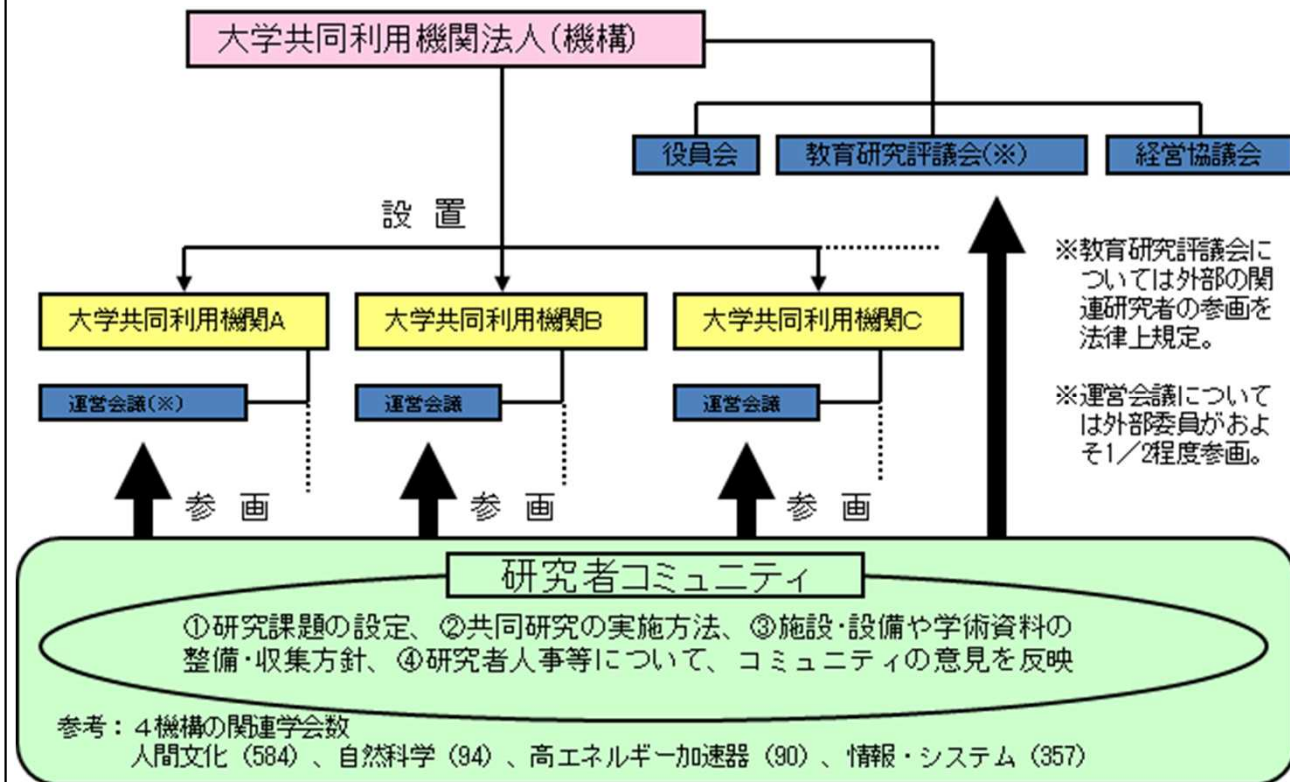 大学共同利用機関法人(機構)
役員会
教育研究評議会(※)
経営協議会
設 置
大学共同利用機関A
大学共同利用機関B
大学共同利用機関C
運営会議(※)
運営会議
運営会議
※教育研究評議会に
ついては外部の関
連研究者の参画を
法律上規定。
※運営会議について
は外部委員がおよ
そ1/2程度参画。
参 画
参 画
参 画
研究者コミュニティ
①研究課題の設定、②共同研究の実施方法、③施設・設備や学術資料の
整備・収集方針、④研究者人事等について、コミュニティの意見を反映
参考：４機構の関連学会数
人間文化（584）、自然科学（94）、高エネルギー加速器（90）、情報・システム（357）